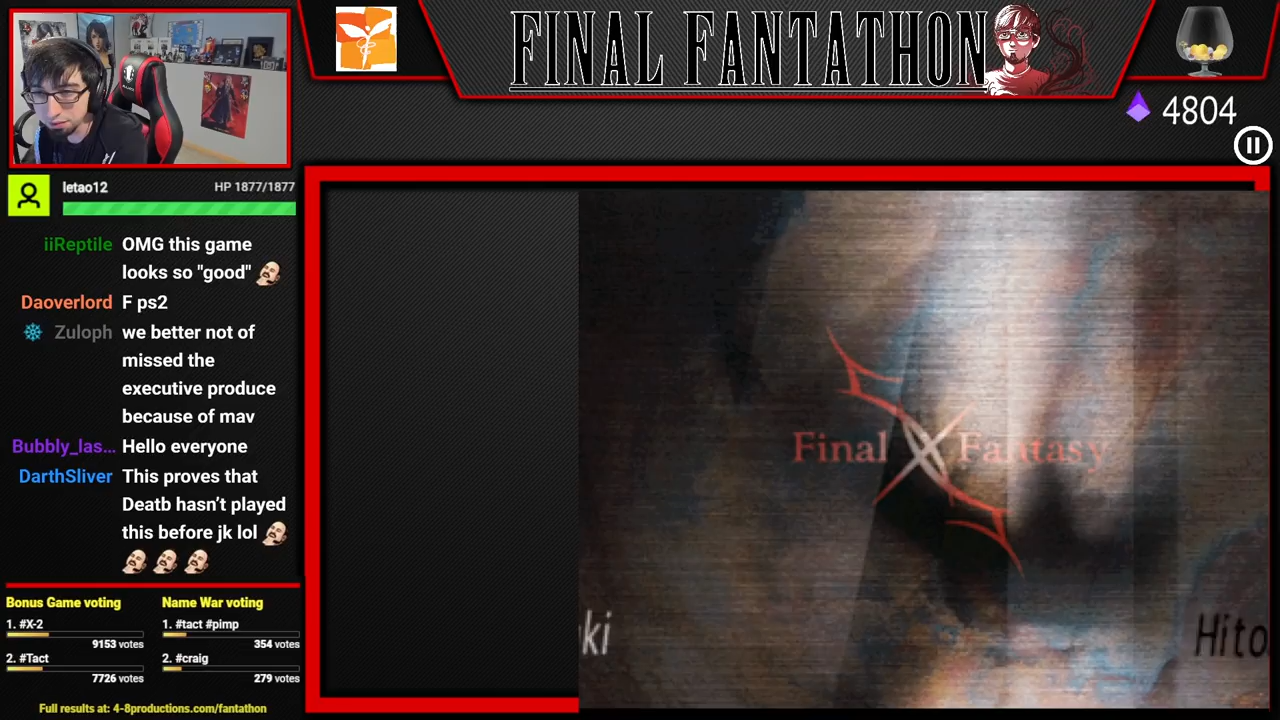 FINAL FANTATHON
4804
letao12 HP 1877/1877
iiReptile OMG this game
looks so "good"
Daoverlord F ps2
Zuloph we better not of
missed the
executive produce
because of mav
Bubbly_las... Hello everyone
DarthSliver This proves that
Deatb hasn’t played
this before jk lol
Final X Fantasy
ki
Hito
Bonus Game voting
1. #X-2
9153 votes
2. #Tact
7726 votes
Name War voting
1. #tact #pimp
354 votes
2. #craig
279 votes
Full results at: 4-8productions.com/fantathon